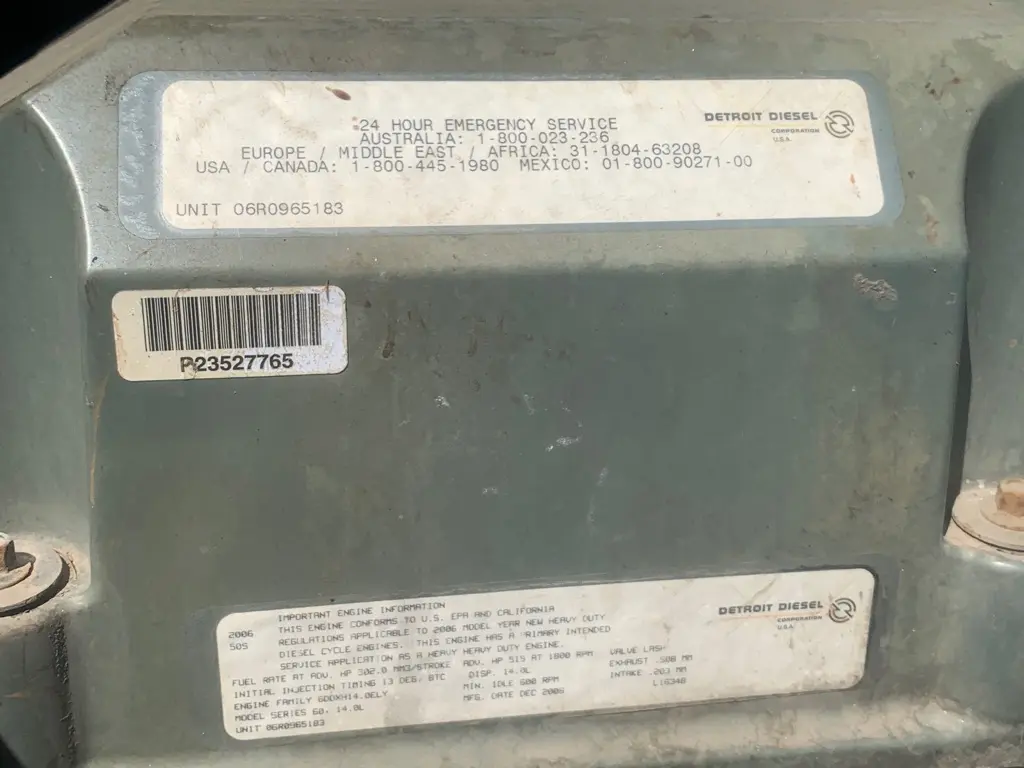 24 HOUR EMERGENCY SERVICE
AUSTRALIA: 1-800-023-236
EUROPE / MIDDLE EAST / AFRICA: 31-1804-63208
USA / CANADA: 1-800-445-1980 MEXICO: 01-800-90271-00
UNIT 06R0965183
DETROIT DIESEL
CORPORATION
U.S.A.
R23527765
IMPORTANT ENGINE INFORMATION
2006 THIS ENGINE CONFORMS TO U.S. EPA AND CALIFORNIA
50S REGULATIONS APPLICABLE TO 2006 MODEL YEAR NEW HEAVY DUTY
DIESEL CYCLE ENGINES. THIS ENGINE HAS A PRIMARY INTENDED
SERVICE APPLICATION AS A HEAVY HEAVY DUTY ENGINE.
FUEL RATE AT ADV. HP 302.0 MM3/STROKE ADV. HP 515 AT 1800 RPM VALVE LASH
INITIAL INJECTION TIMING 13 DEG. BTC DISP. 14.0L EXHAUST .508 MM
ENGINE FAMILY 6DDXH14.0ELY MIN. IDLE 600 RPM INTAKE .203 MM
MODEL SERIES 60, 14.0L MFG. DATE DEC 2006 L16348
UNIT 06R0965183
DETROIT DIESEL
CORPORATION
U.S.A.